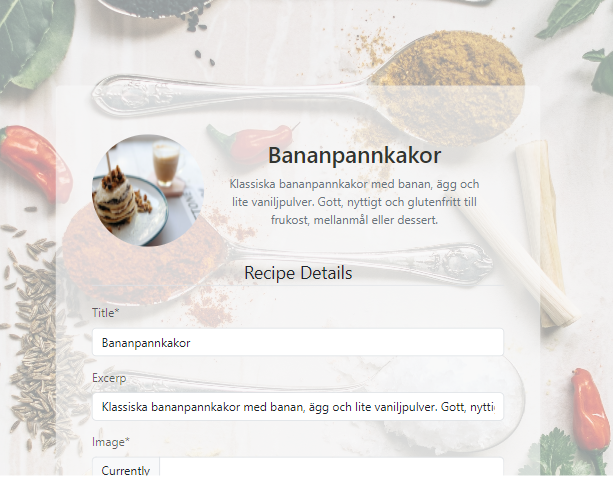 Bananpannkakor
Klassiska bananpannkakor med banan, ägg och
lite vaniljpulver. Gott, nyttigt och glutenfritt till
frukost, mellanmål eller dessert.
Recipe Details
Title*
Bananpannkakor
Excerp
Klassiska bananpannkakor med banan, ägg och lite vaniljpulver. Gott, nytti
Image*
Currently